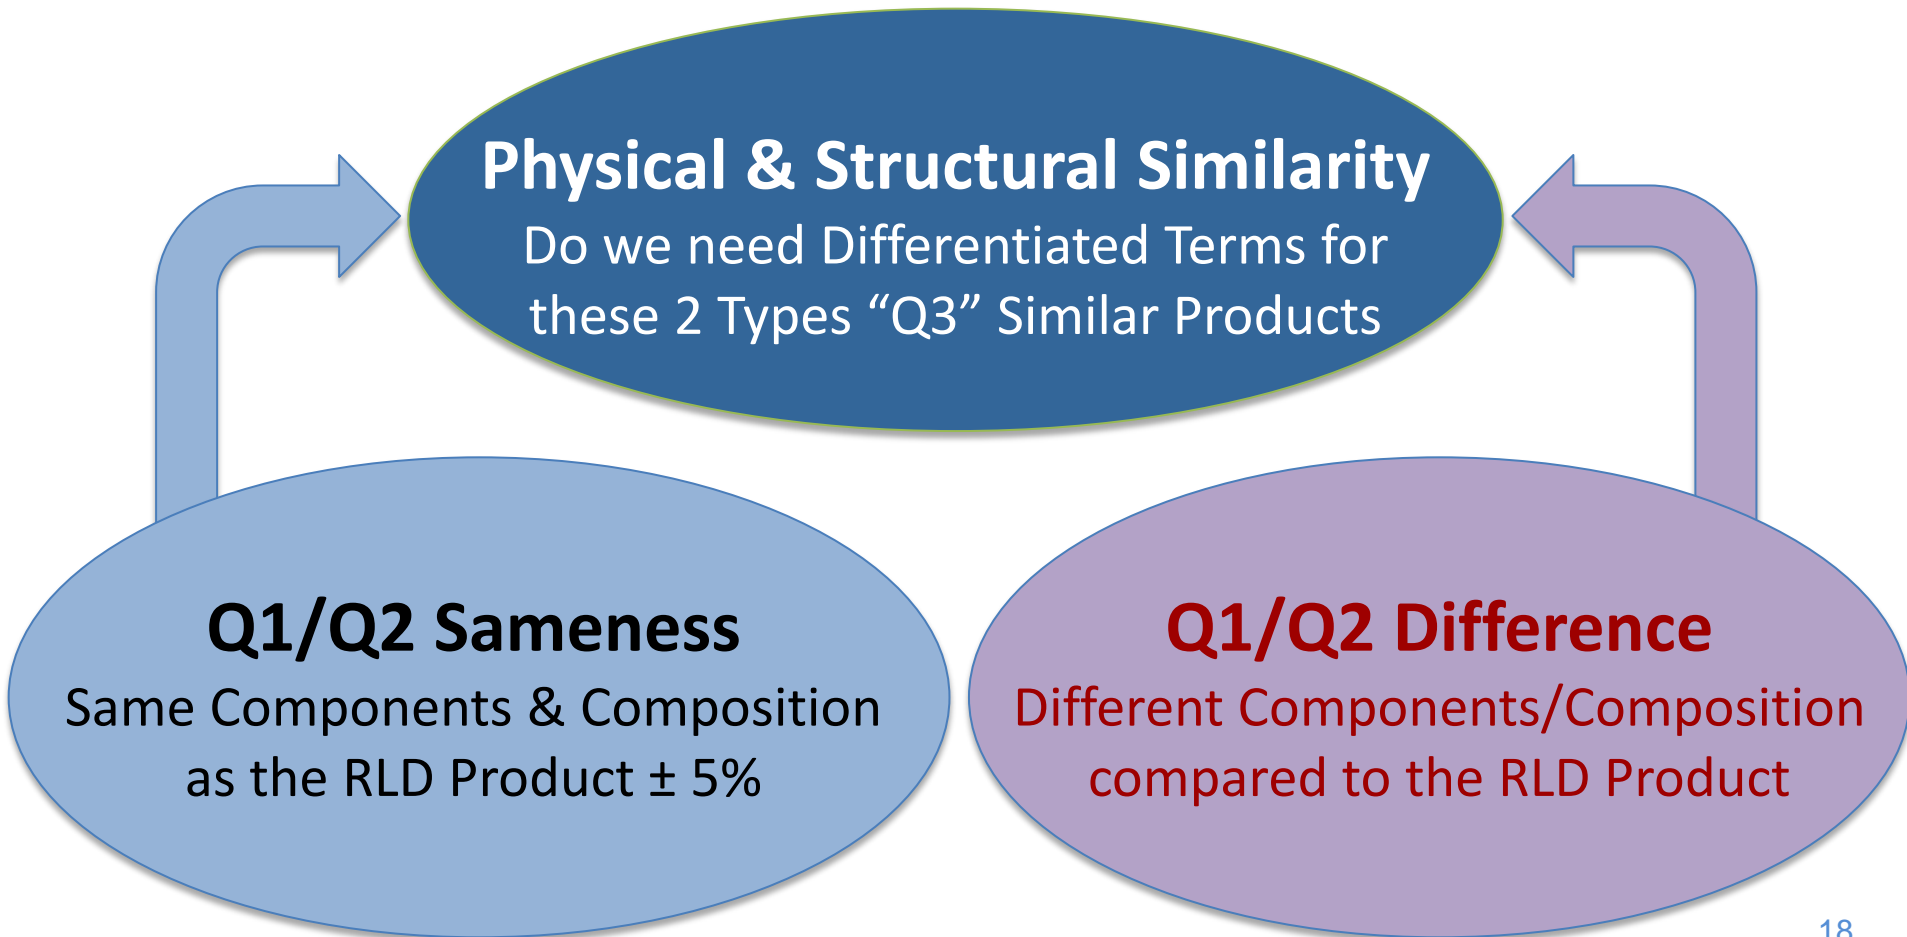 Physical & Structural Similarity
Do we need Differentiated Terms for
these 2 Types “Q3” Similar Products
Q1/Q2 Sameness
Same Components & Composition
as the RLD Product ± 5%
Q1/Q2 Difference
Different Components/Composition
compared to the RLD Product
18